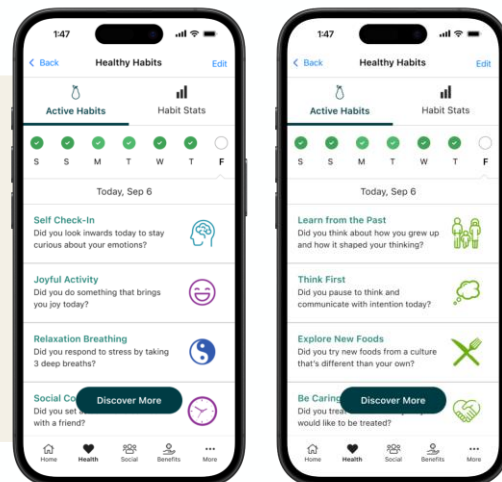 1:47
Back
Healthy Habits
Edit
Active Habits
Habit Stats
S S M T W T F
Today, Sep 6
Self Check-In
Did you look inwards today to stay
curious about your emotions?
Joyful Activity
Did you do something that brings
you joy today?
Relaxation Breathing
Did you respond to stress by taking
3 deep breaths?
Social
Discover More
Did you set
with a friend?
Home Health Social Benefits More
1:47
Back
Healthy Habits
Edit
Active Habits
Habit Stats
S S M T W T F
Today, Sep 6
Learn from the Past
Did you think about how you grew up
and how it shaped your thinking?
Think First
Did you pause to think and
communicate with intention today?
Explore New Foods
Did you try new foods from a culture
that's different than your own?
Be Caring
Discover More
Did you treat
would like to be treated?
Home Health Social Benefits More